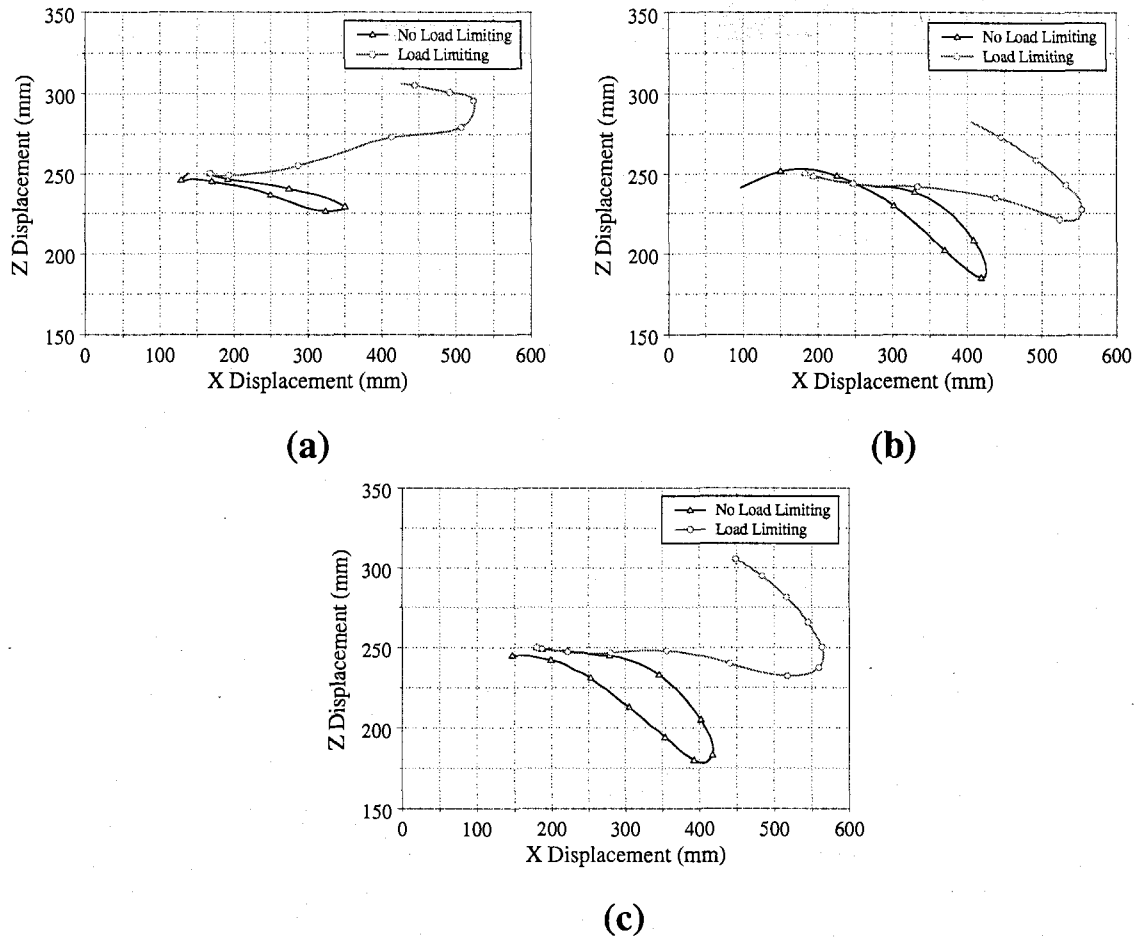 350
300
250
200
150
Z Displacement (mm)
No Load Limiting
Load Limiting
0 100 200 300 400 500 600
X Displacement (mm)
(a)
350
300
250
200
150
Z Displacement (mm)
No Load Limiting
Load Limiting
0 100 200 300 400 500 600
X Displacement (mm)
(b)
350
300
250
200
150
Z Displacement (mm)
No Load Limiting
Load Limiting
0 100 200 300 400 500 600
X Displacement (mm)
(c)